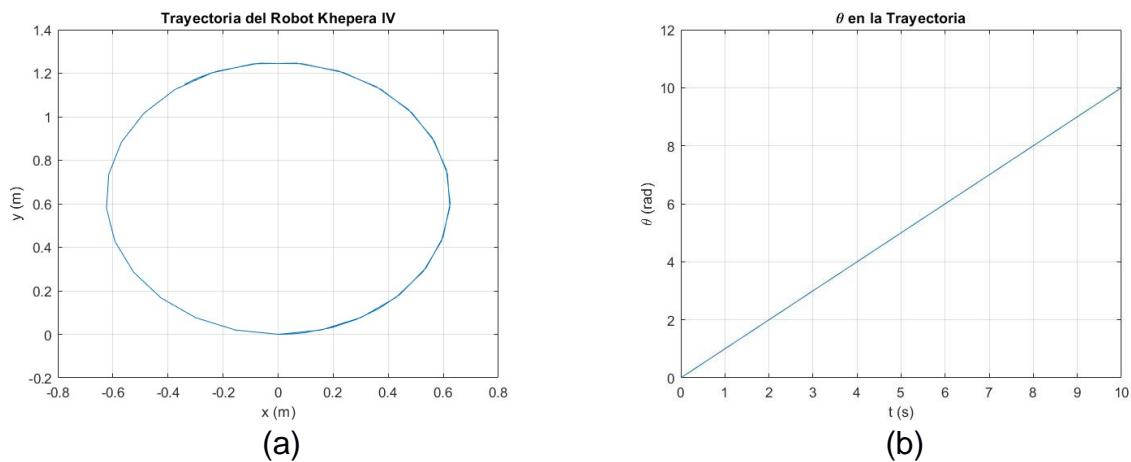 Trayectoria del Robot Khepera IV
1.4
1.2
1
0.8
0.6
0.4
0.2
0
-0.2
y (m)
-0.8 -0.6 -0.4 -0.2 0 0.2 0.4 0.6 0.8
x (m)
(a)
θ en la Trayectoria
12
10
8
6
4
2
0
θ (rad)
0 1 2 3 4 5 6 7 8 9 10
t (s)
(b)